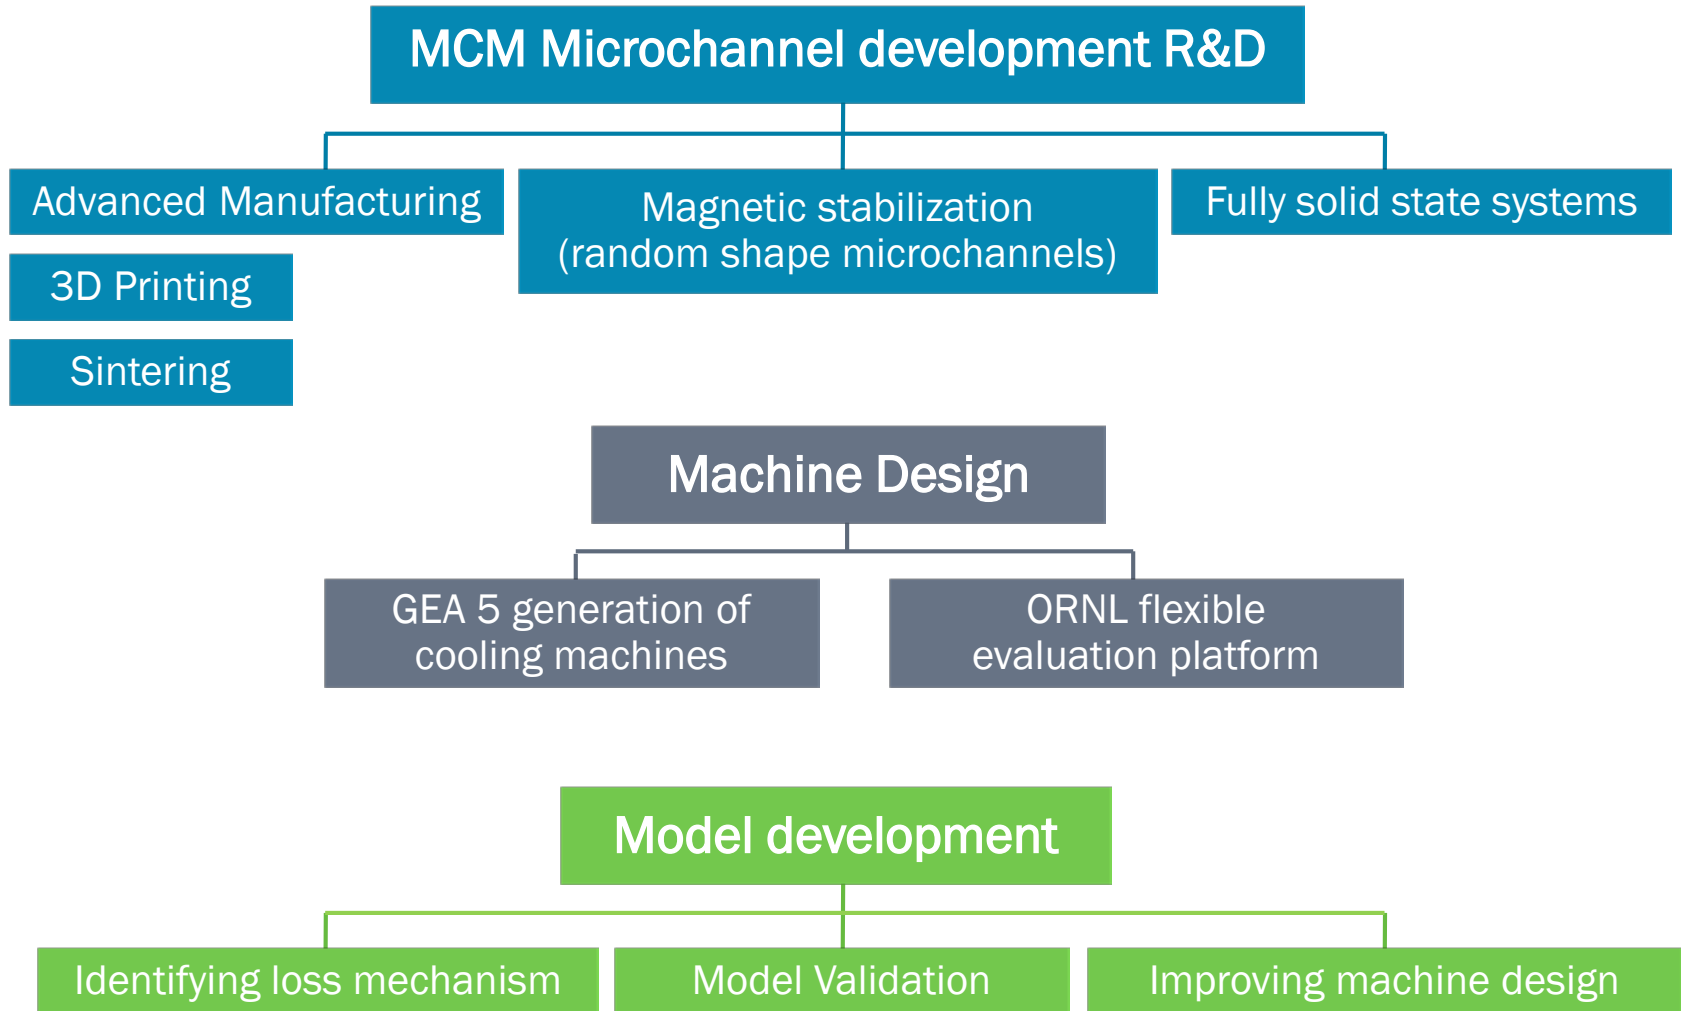 MCM Microchannel development R&D
Advanced Manufacturing
Magnetic stabilization
(random shape microchannels)
Fully solid state systems
3D Printing
Sintering
Machine Design
GEA 5 generation of
cooling machines
ORNL flexible
evaluation platform
Model development
Identifying loss mechanism
Model Validation
Improving machine design